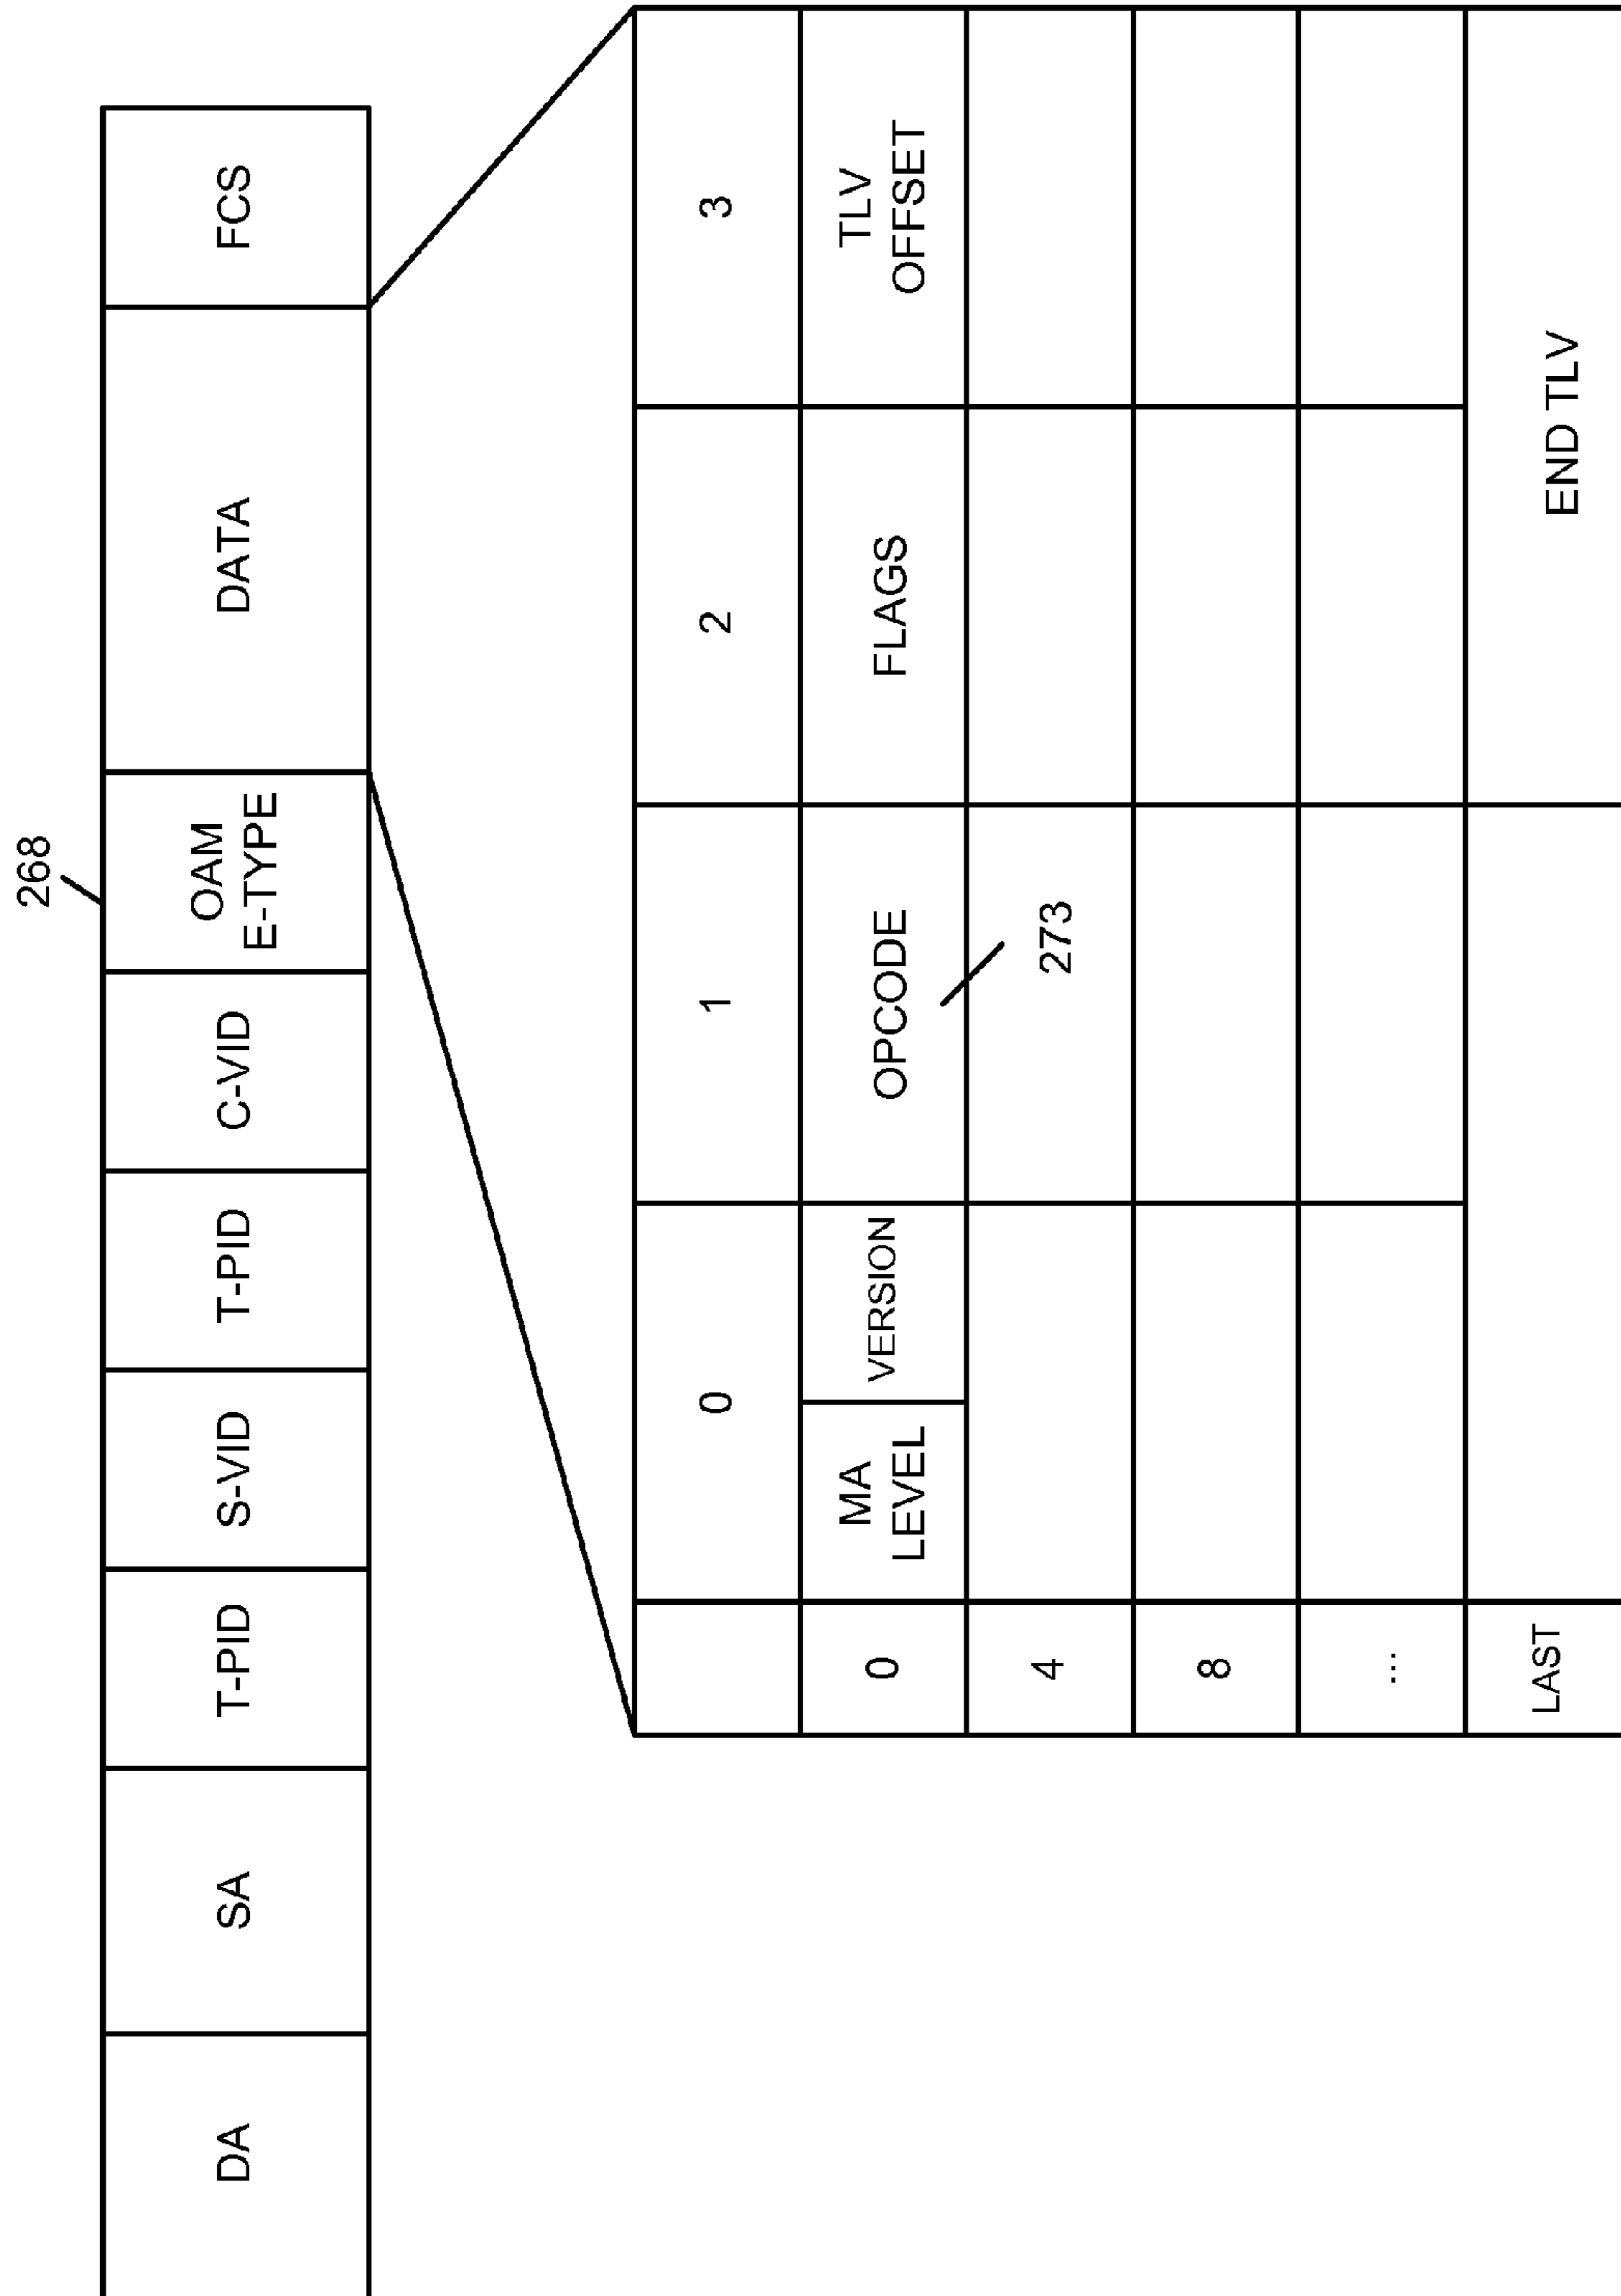 268
DA
SA
T-PID
S-VID
T-PID
C-VID
OAM
E-TYPE
DATA
FCS
0
1
2
3
0
MA
LEVEL
VERSION
OPCODE
FLAGS
TLV
OFFSET
4
273
8
...
LAST
END TLV